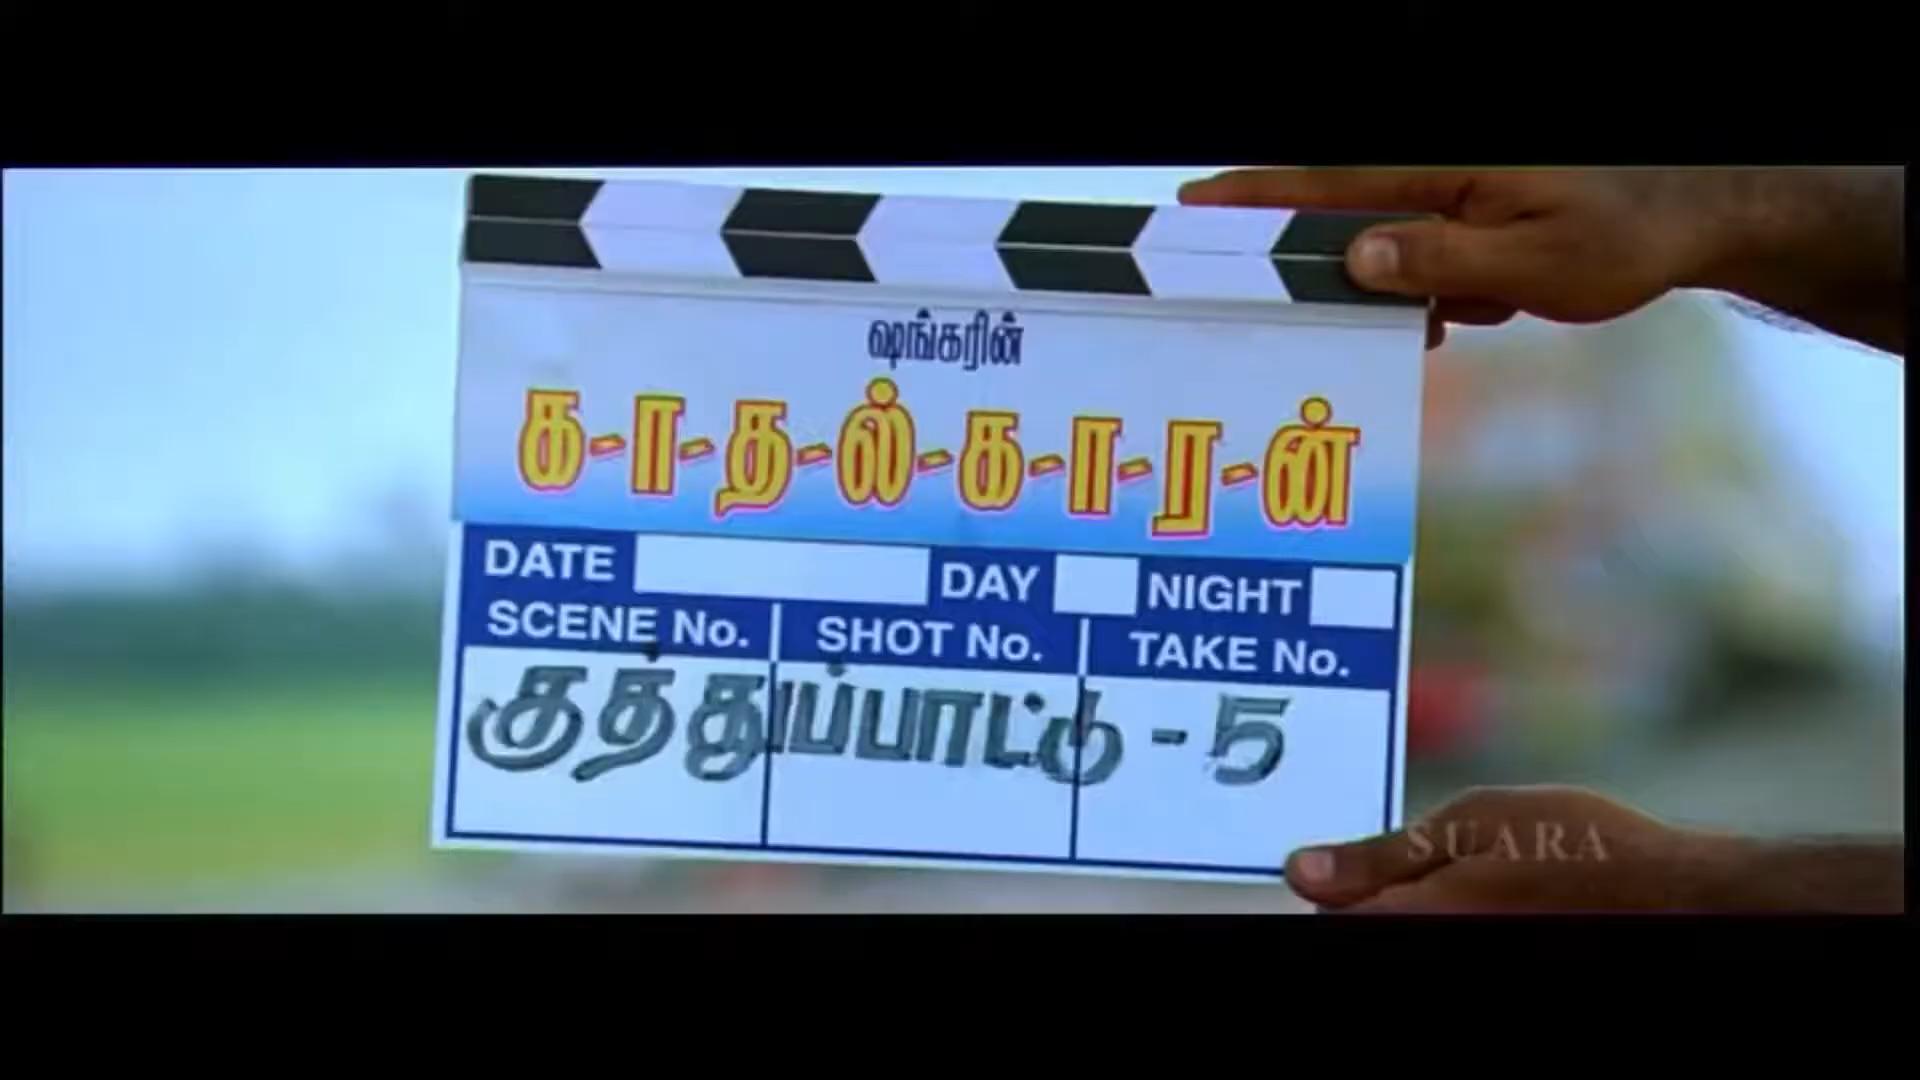 ஷங்கரின்
க-ா-த-ல்-க-ா-ர-ன்
DATE DAY NIGHT
SCENE No. SHOT No. TAKE No.
குத்துப்பாட்டு - 5
SUARA